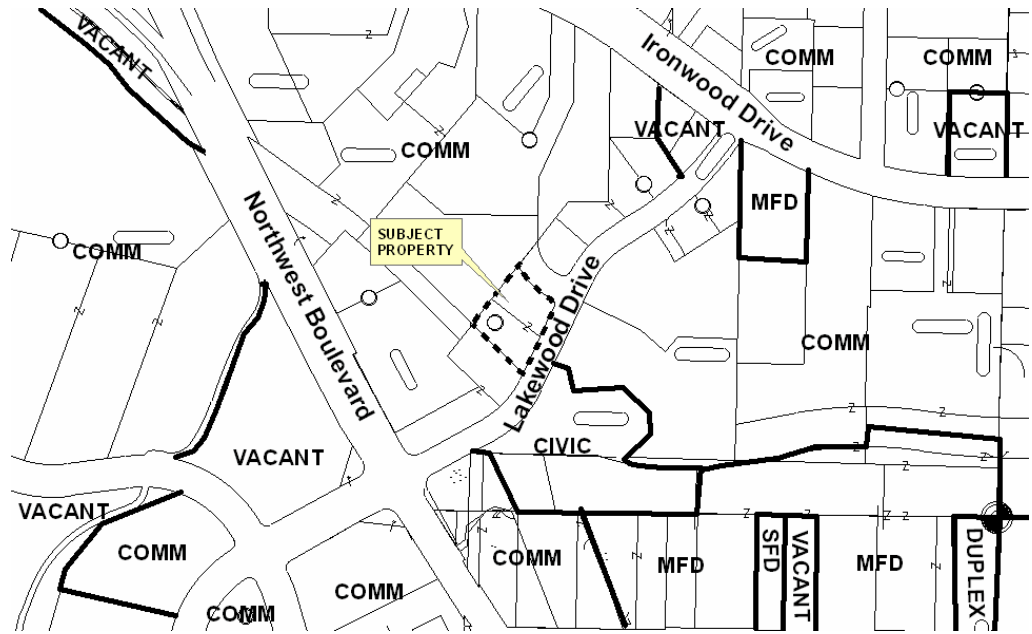 VACANT
Ironwood Drive
COMM
COMM
VACANT
VACANT
COMM
MFD
SUBJECT
PROPERTY
COMM
Northwest Boulevard
Lakewood Drive
COMM
CIVIC
VACANT
VACANT
COMM
COMM
MFD
SFD
VACANT
MFD
DUPLEX
COMM
COMM